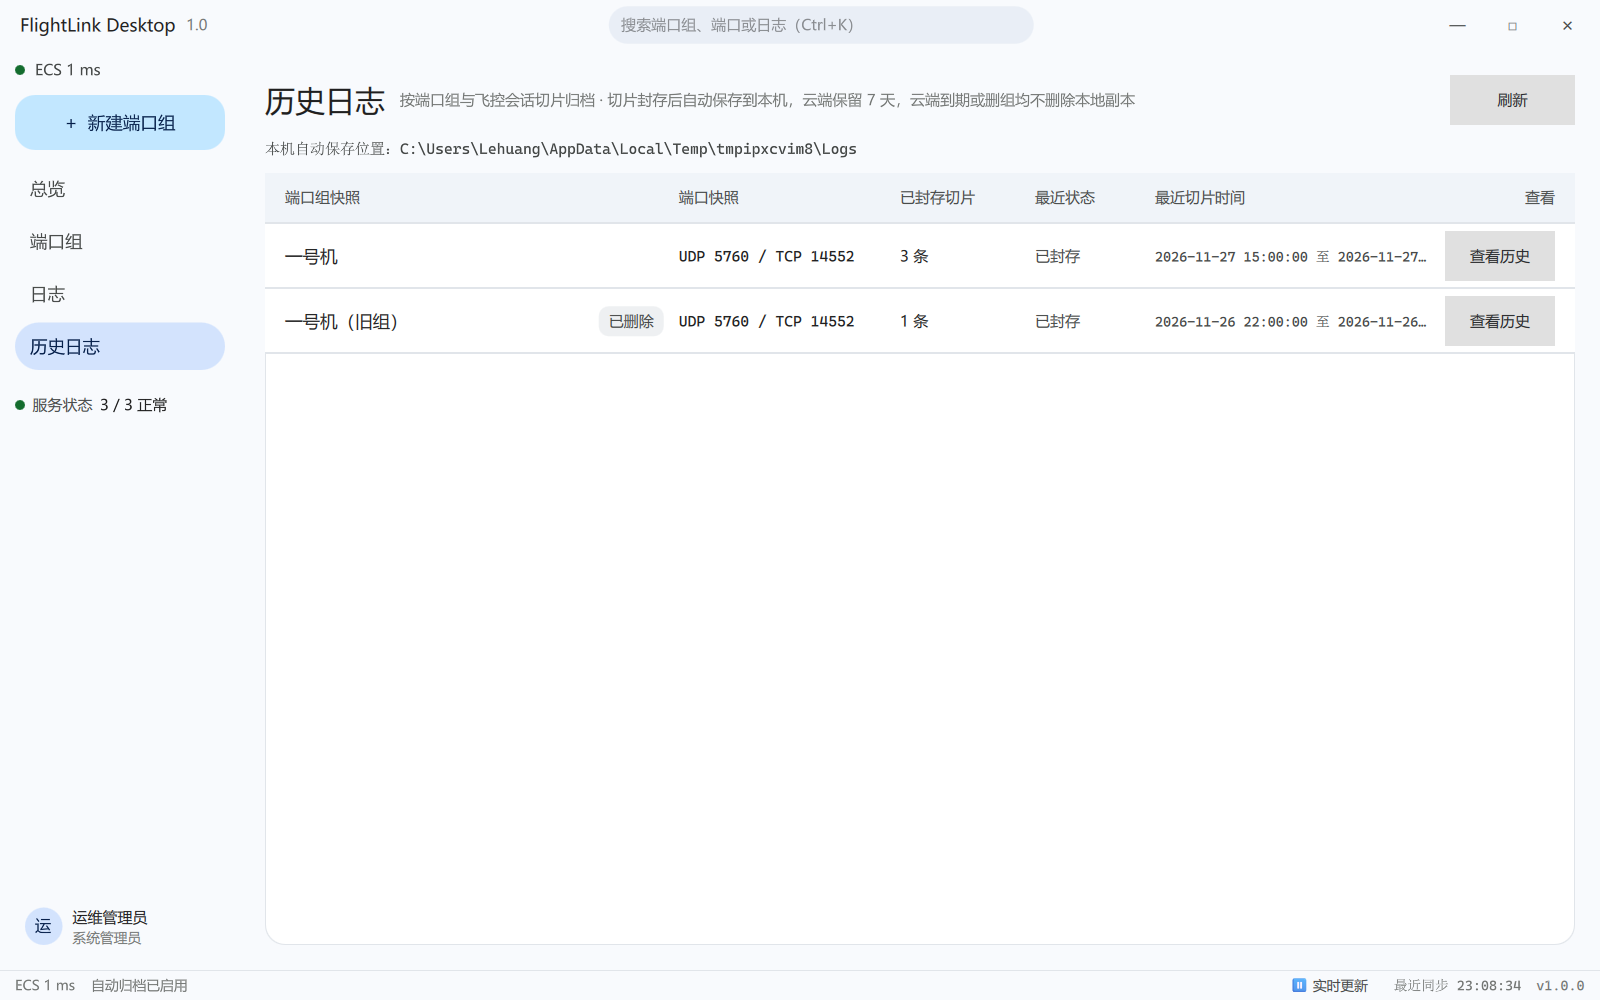 FlightLink Desktop 1.0
搜索端口组、端口或日志（Ctrl+K）
ECS 1 ms
+ 新建端口组
总览
端口组
日志
历史日志
服务状态 3 / 3 正常
运 运维管理员
系统管理员
历史日志 按端口组与飞控会话切片归档 · 切片封存后自动保存到本机，云端保留 7 天，云端到期或删组均不删除本地副本
刷新
本机自动保存位置：C:\Users\Lehuang\AppData\Local\Temp\tmpipxcvim8\Logs
端口组快照 端口快照 已封存切片 最近状态 最近切片时间 查看
一号机 UDP 5760 / TCP 14552 3 条 已封存 2026-11-27 15:00:00 至 2026-11-27… 查看历史
一号机（旧组） 已删除 UDP 5760 / TCP 14552 1 条 已封存 2026-11-26 22:00:00 至 2026-11-26… 查看历史
ECS 1 ms 自动归档已启用 实时更新 最近同步 23:08:34 v1.0.0